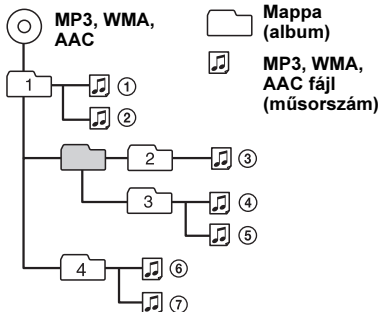 MP3, WMA,
AAC
Mappa
(album)
MP3, WMA,
AAC fájl
(műsorszám)
1
①
②
2
③
3
④
⑤
4
⑥
⑦